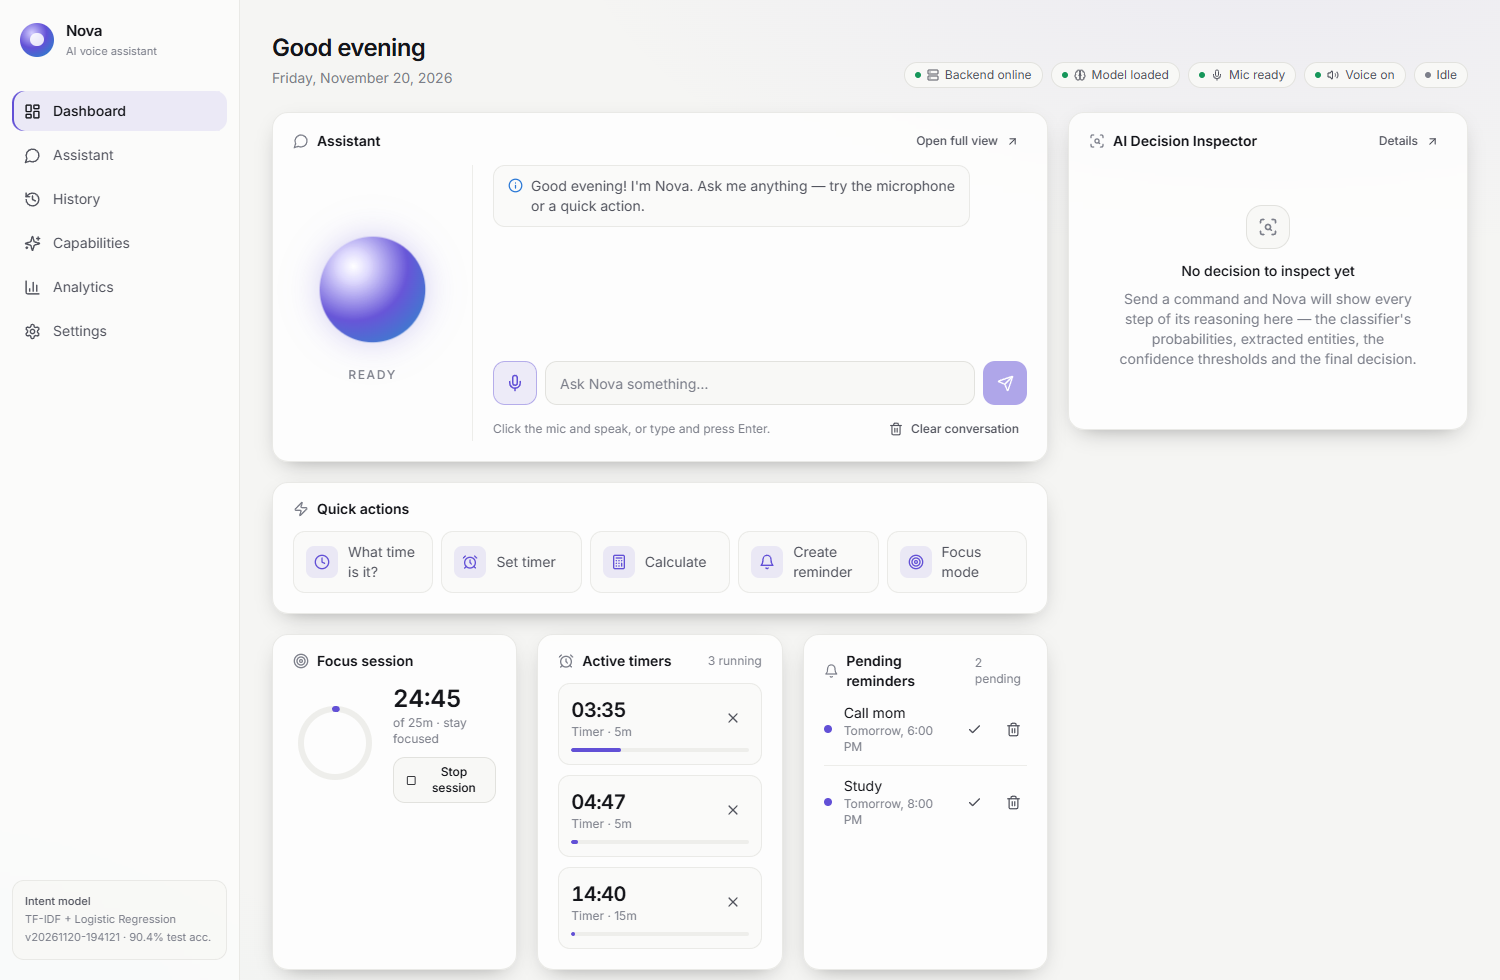 Nova
AI voice assistant
Dashboard
Assistant
History
Capabilities
Analytics
Settings
Intent model
TF-IDF + Logistic Regression
v20261120-194121 · 90.4% test acc.
Good evening
Friday, November 20, 2026
Backend online
Model loaded
Mic ready
Voice on
Idle
Assistant
Open full view
Good evening! I'm Nova. Ask me anything — try the microphone
or a quick action.
READY
Ask Nova something...
Click the mic and speak, or type and press Enter.
Clear conversation
AI Decision Inspector
Details
No decision to inspect yet
Send a command and Nova will show every
step of its reasoning here — the classifier's
probabilities, extracted entities, the
confidence thresholds and the final decision.
Quick actions
What time
is it?
Set timer
Calculate
Create
reminder
Focus
mode
Focus session
24:45
of 25m · stay
focused
Stop
session
Active timers
3 running
03:35
Timer · 5m
04:47
Timer · 5m
14:40
Timer · 15m
Pending
reminders
2
pending
Call mom
Tomorrow, 6:00
PM
Study
Tomorrow, 8:00
PM